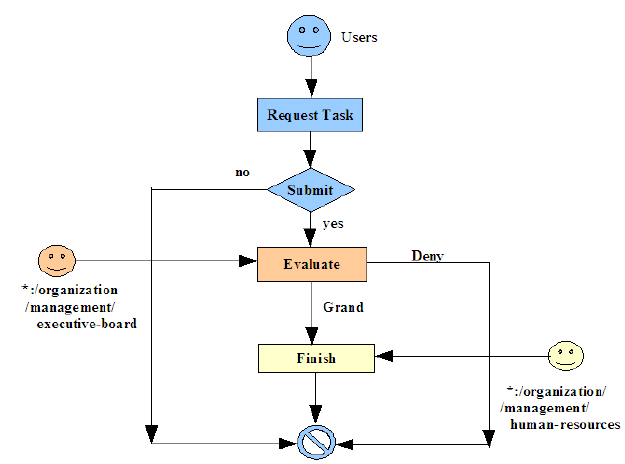 Users
Request Task
no
Submit
yes
Evaluate
Deny
*:/organization
/management/
executive-board
Grand
Finish
*:/organization/
/management/
human-resources